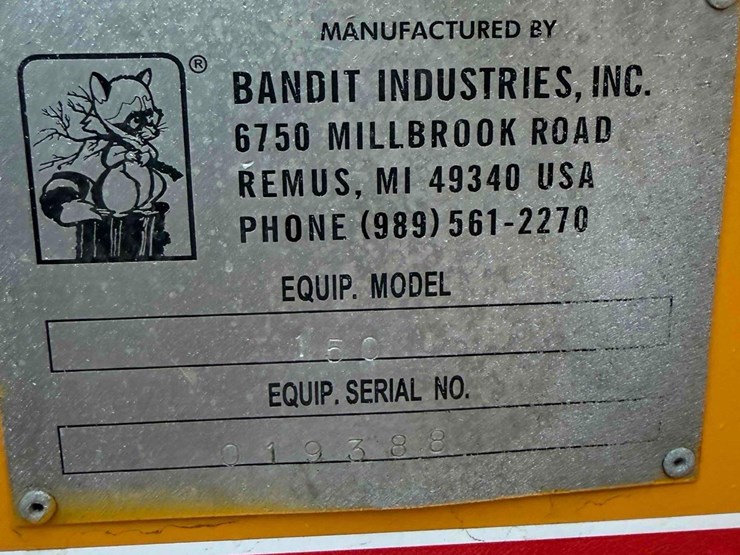 MANUFACTURED BY
®
BANDIT INDUSTRIES, INC.
6750 MILLBROOK ROAD
REMUS, MI 49340 USA
PHONE (989) 561-2270
EQUIP. MODEL
150
EQUIP. SERIAL NO.
019388